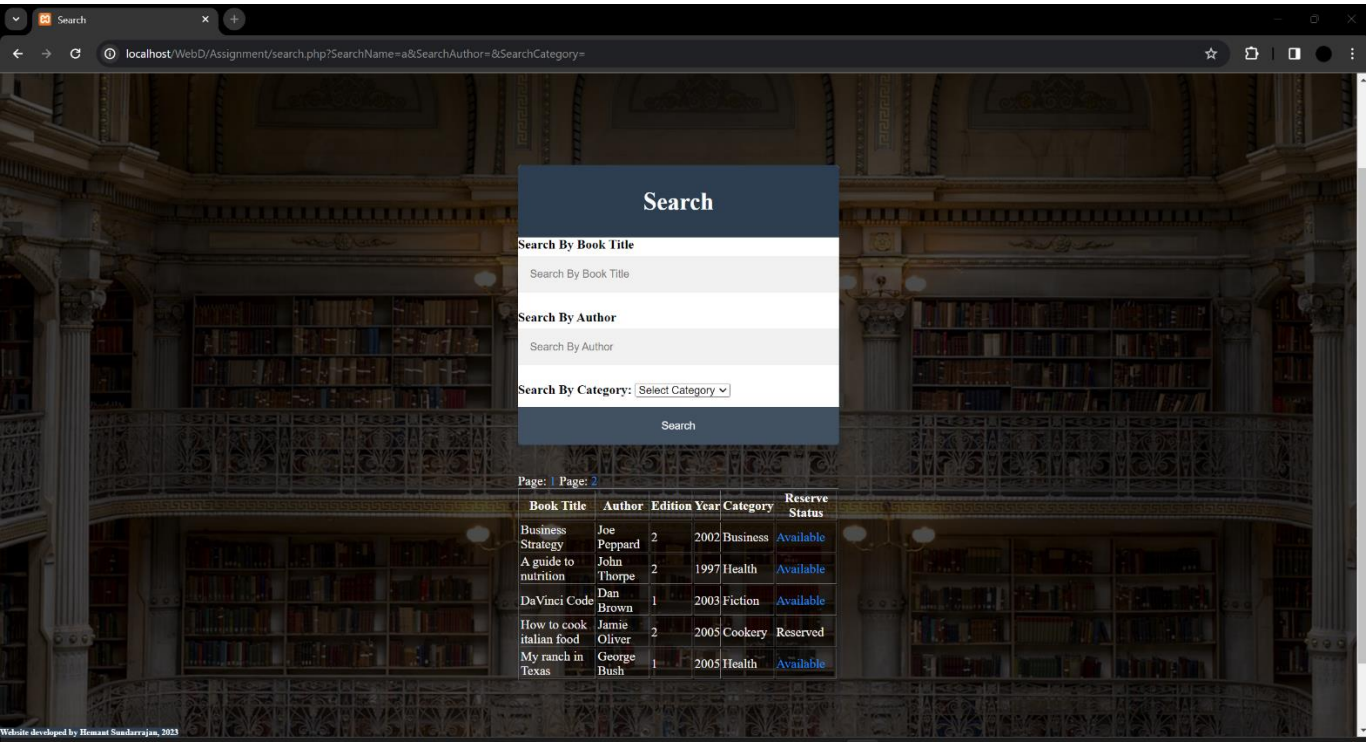 Search
localhost/WebD/Assignment/search.php?SearchName=a&SearchAuthor=&SearchCategory=
Search
Search By Book Title
Search By Book Title
Search By Author
Search By Author
Search By Category: Select Category
Search
Page: 1 Page: 2
Book Title Author Edition Year Category Reserve Status
Business Strategy Joe Peppard 2 2002 Business Available
A guide to nutrition John Thorpe 2 1997 Health Available
DaVinci Code Dan Brown 1 2003 Fiction Available
How to cook italian food Jamie Oliver 2 2005 Cookery Reserved
My ranch in Texas George Bush 1 2005 Health Available
Website developed by Hemant Sundarrajan, 2023